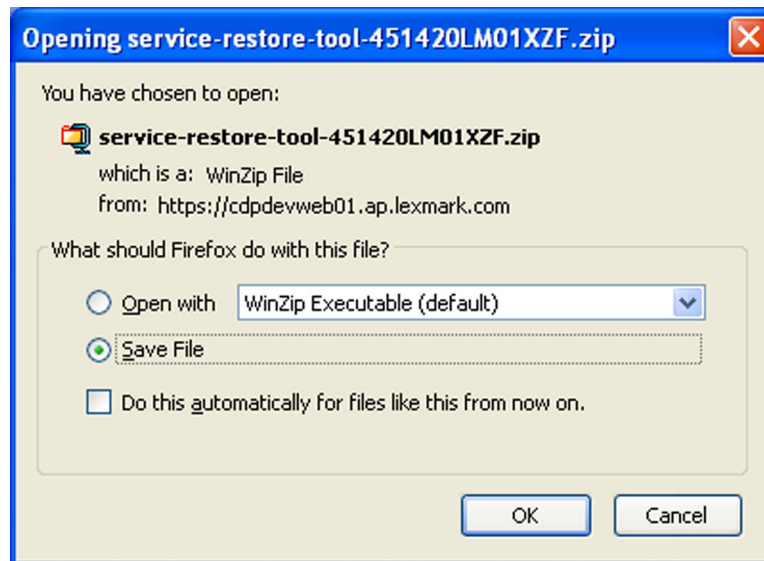 Opening service-restore-tool-451420LM01XZF.zip
You have chosen to open:
service-restore-tool-451420LM01XZF.zip
which is a: WinZip File
from: https://cdpdevweb01.ap.lexmark.com
What should Firefox do with this file?
Open with WinZip Executable (default)
Save File
Do this automatically for files like this from now on.
OK Cancel